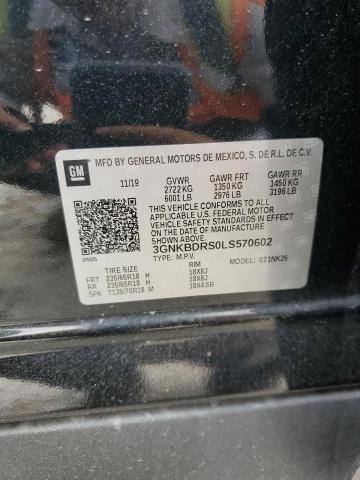 GM
MFD BY GENERAL MOTORS DE MEXICO, S. DE R.L. DE C.V.
11/19 GVWR GAWR FRT GAWR RR
2722 KG 1350 KG 1450 KG
6001 LB 2976 LB 3196 LB
THIS VEHICLE CONFORMS TO ALL
APPLICABLE U.S. FEDERAL MOTOR VEHICLE
SAFETY STANDARDS IN EFFECT ON THE DATE OF
MANUFACTURE SHOWN ABOVE.
3GNKBDRS0LS570602
TYPE: M.P.V. MODEL: 021NK26
TIRE SIZE RIM
FRT 235/65R18 H 18X8J
RR 235/65R18 H 18X8J
SPA T135/70R18 M 18X4.5B